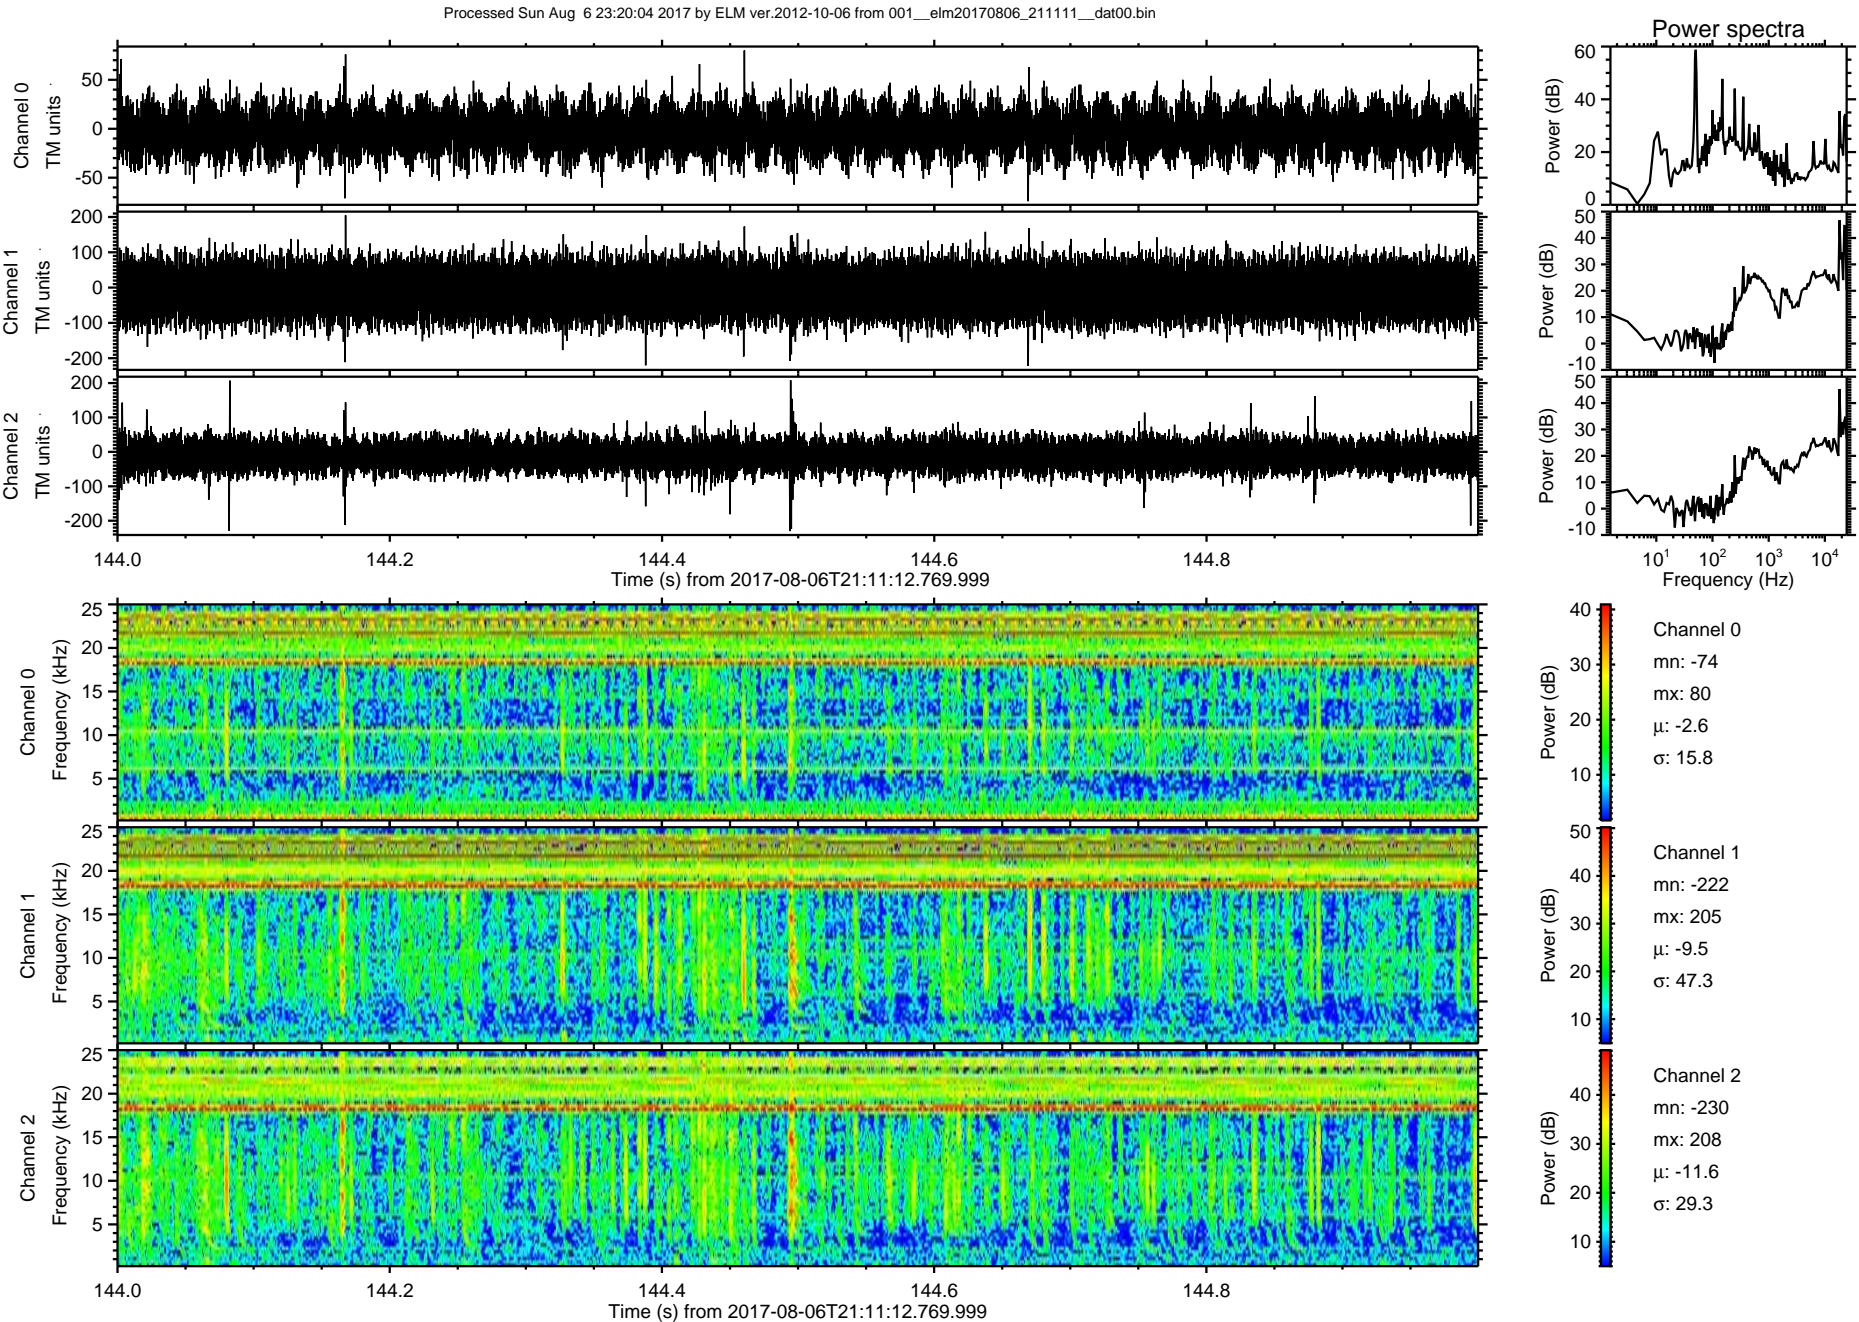 Processed Sun Aug  6 23:20:04 2017 by ELM ver.2012-10-06 from 001__elm20170806_211111__dat00.bin
Power spectra
Channel 0
TM units
50
0
-50
Power (dB)
60
40
20
0
Channel 1
TM units
200
100
0
-100
-200
Power (dB)
50
40
30
20
10
0
-10
Channel 2
TM units
200
100
0
-100
-200
Power (dB)
50
40
30
20
10
0
-10
144.0 144.2 144.4 144.6 144.8
Time (s) from 2017-08-06T21:11:12.769.999
10¹ 10² 10³ 10⁴
Frequency (Hz)
Channel 0
Frequency (kHz)
25
20
15
10
5
Power (dB)
40
30
20
10
Channel 0
mn: -74
mx: 80
μ: -2.6
σ: 15.8
Channel 1
Frequency (kHz)
25
20
15
10
5
Power (dB)
50
40
30
20
10
Channel 1
mn: -222
mx: 205
μ: -9.5
σ: 47.3
Channel 2
Frequency (kHz)
25
20
15
10
5
Power (dB)
40
30
20
10
Channel 2
mn: -230
mx: 208
μ: -11.6
σ: 29.3
144.0 144.2 144.4 144.6 144.8
Time (s) from 2017-08-06T21:11:12.769.999